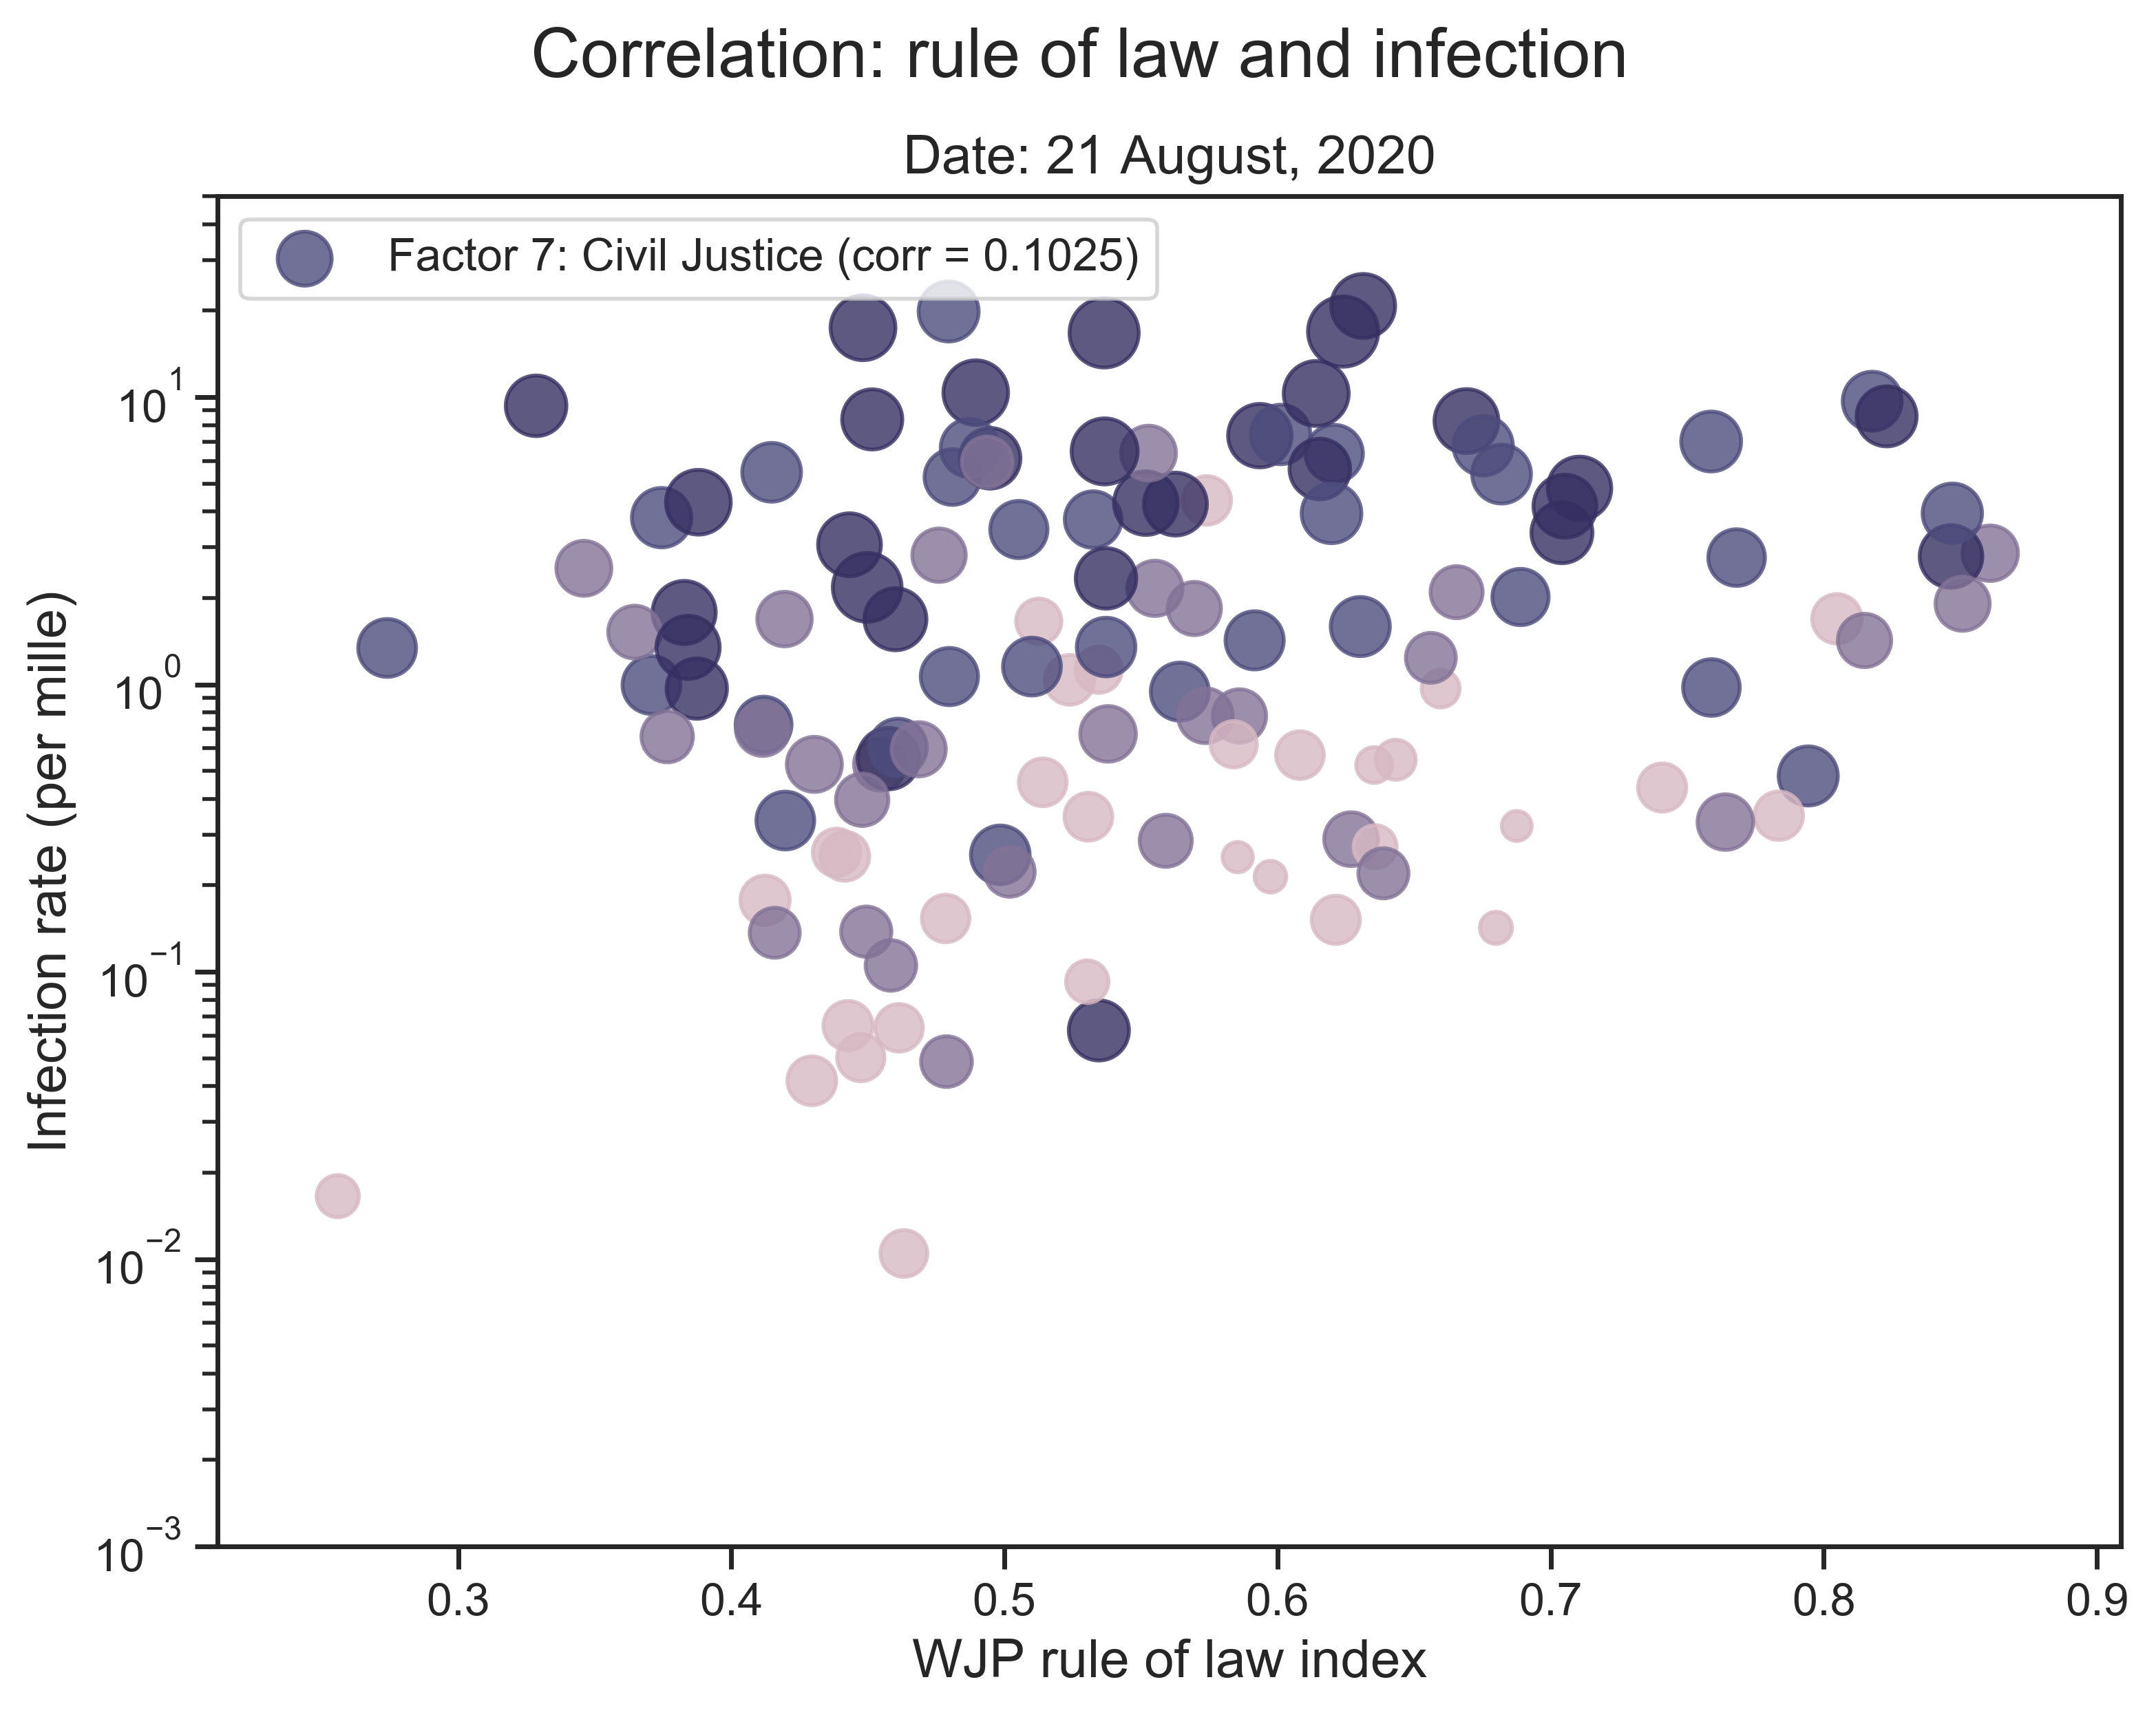 Correlation: rule of law and infection
Date: 21 August, 2020
Factor 7: Civil Justice (corr = 0.1025)
Infection rate (per mille)
10^1
10^0
10^−1
10^−2
10^−3
0.3 0.4 0.5 0.6 0.7 0.8 0.9
WJP rule of law index